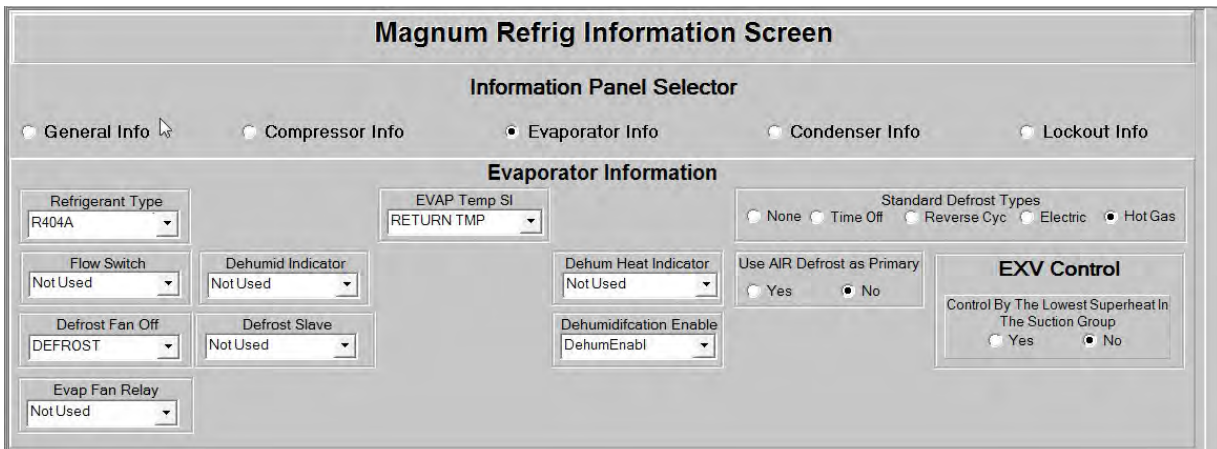 Magnum Refrig Information Screen
Information Panel Selector
General Info
Compressor Info
Evaporator Info
Condenser Info
Lockout Info
Evaporator Information
Refrigerant Type
R404A
EVAP Temp SI
RETURN TMP
Standard Defrost Types
None Time Off Reverse Cyc Electric Hot Gas
Flow Switch
Not Used
Dehumid Indicator
Not Used
Dehum Heat Indicator
Not Used
Use AIR Defrost as Primary
Yes No
EXV Control
Control By The Lowest Superheat In
The Suction Group
Yes No
Defrost Fan Off
DEFROST
Defrost Slave
Not Used
Dehumidifcation Enable
DehumEnabl
Evap Fan Relay
Not Used